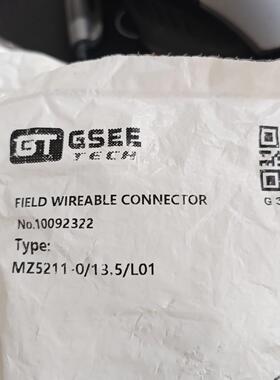 GT GSEE
TECH
FIELD WIREABLE CONNECTOR
No.10092322
Type:
MZ5211-0/13.5/L01